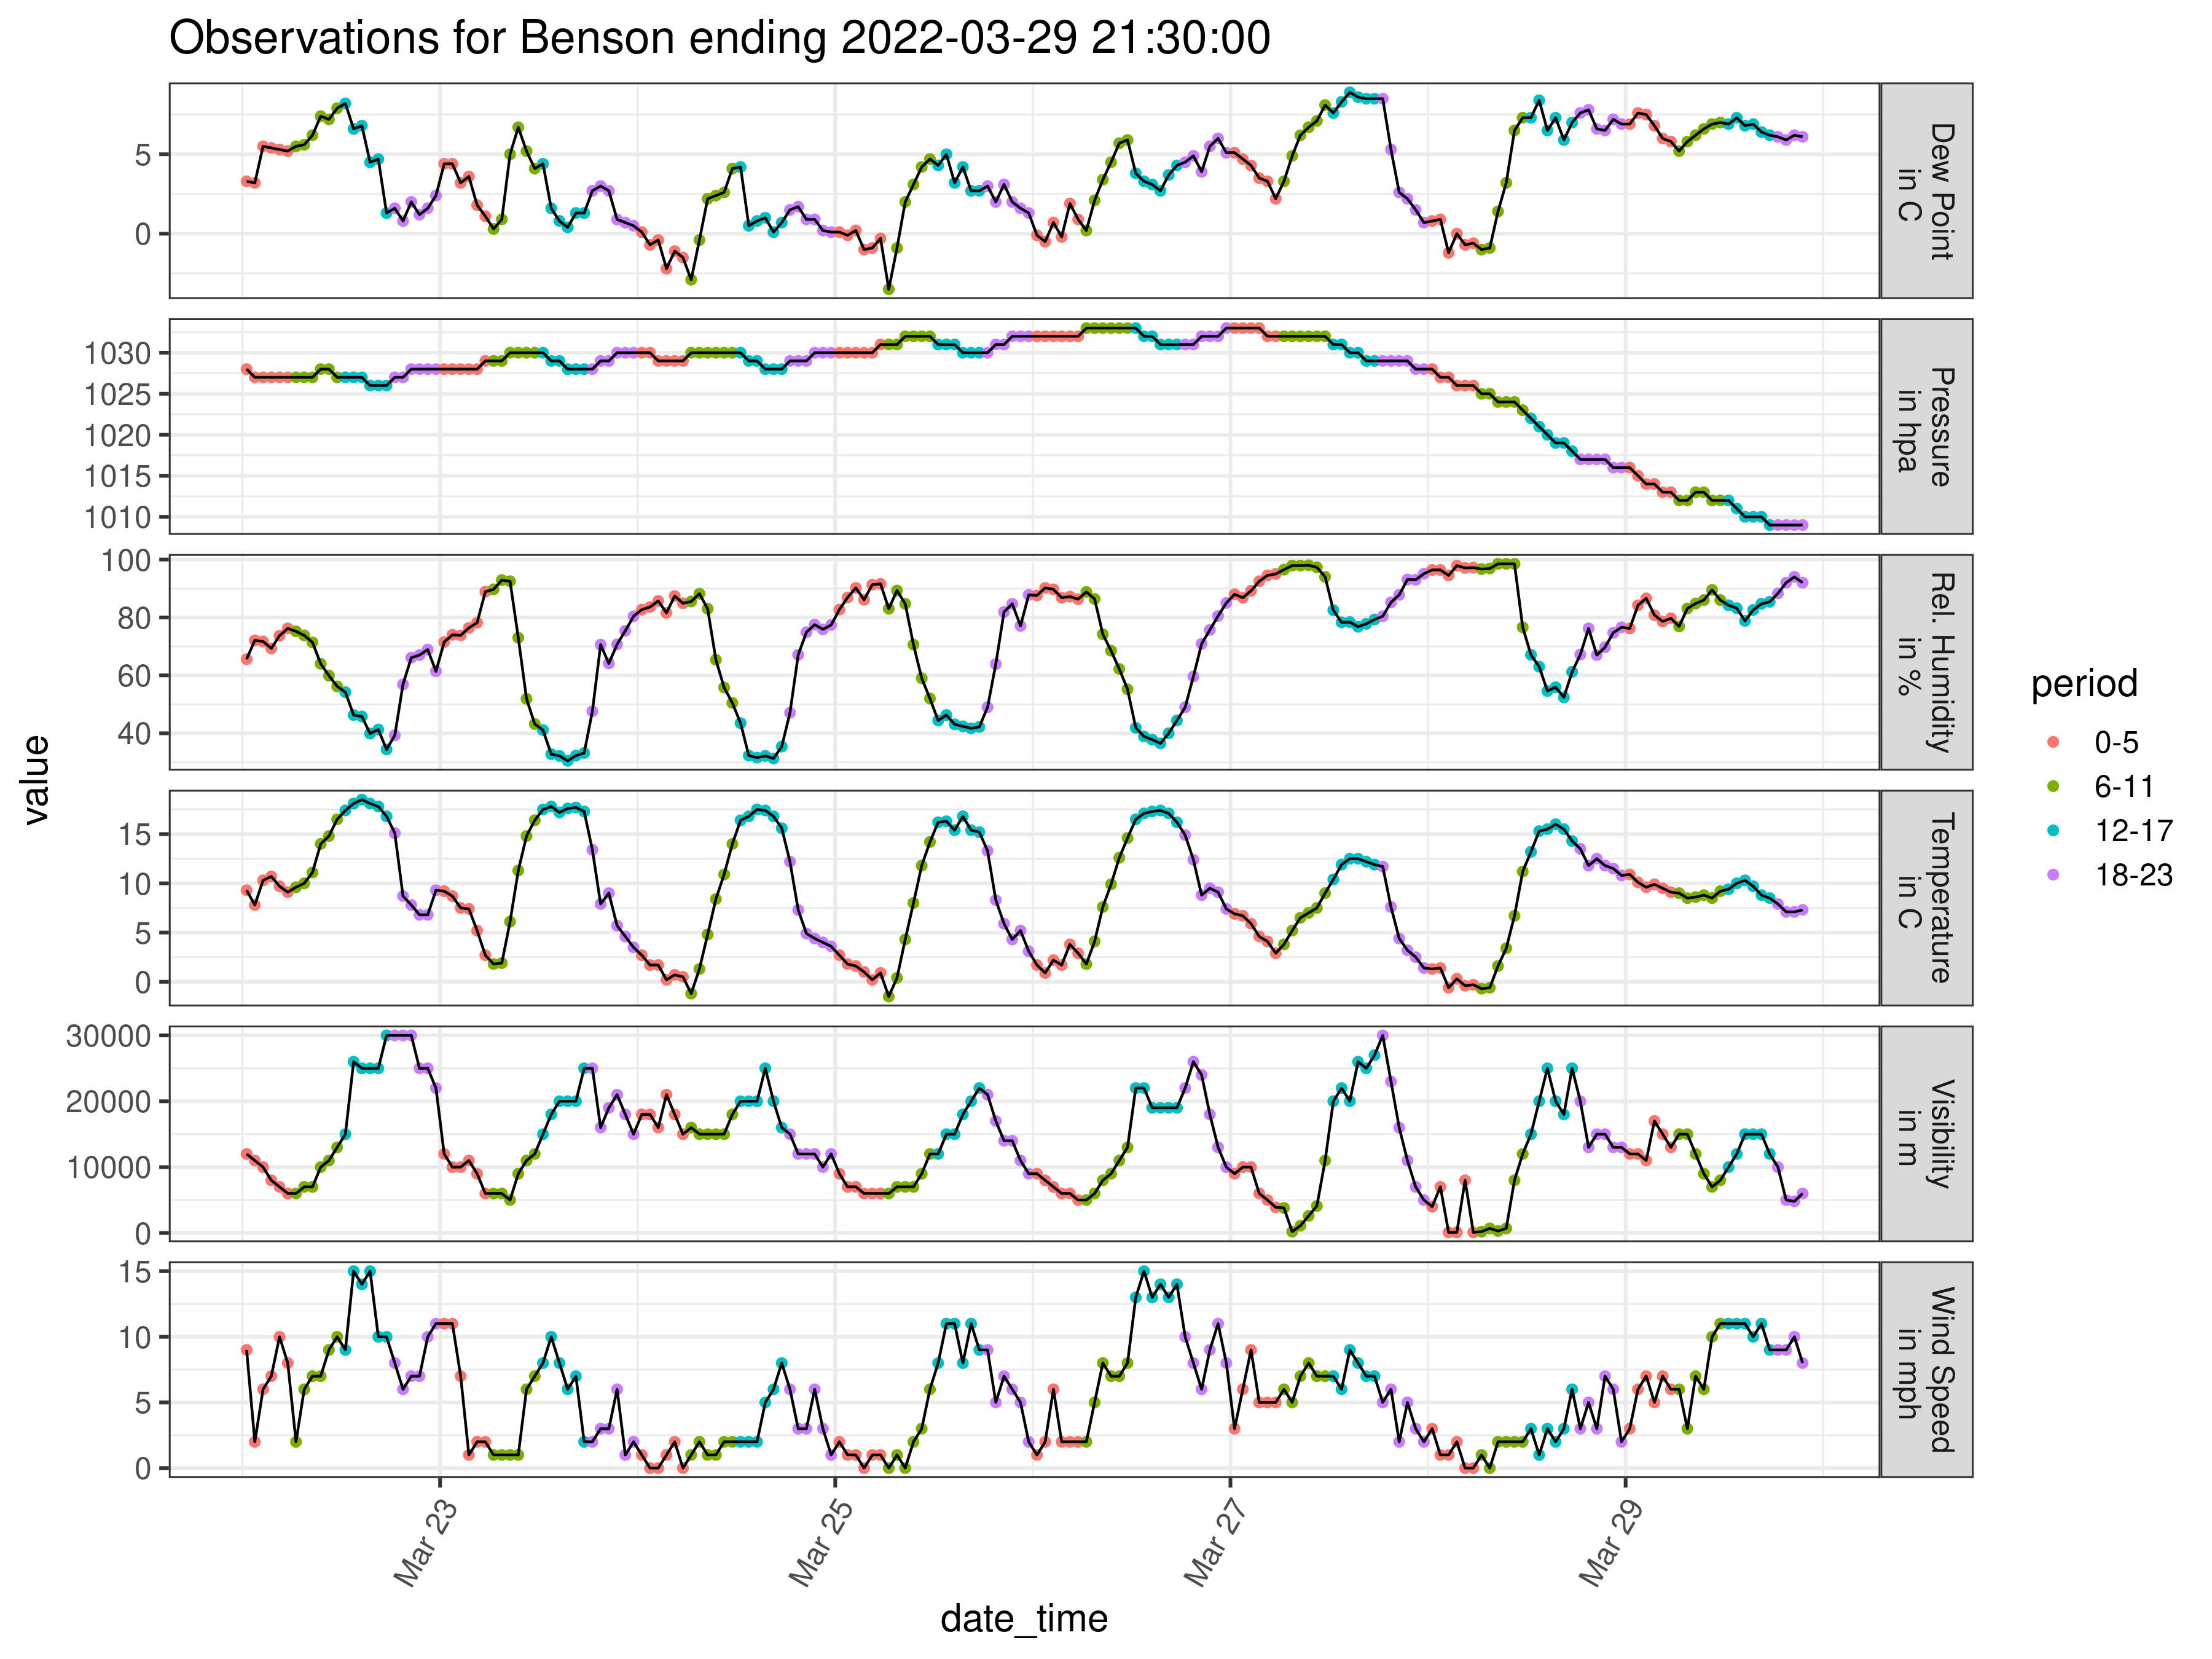 Observations for Benson ending 2022-03-29 21:30:00
value
5
0
Dew Point
in C
1030
1025
1020
1015
1010
Pressure
in hpa
100
80
60
40
Rel. Humidity
in %
15
10
5
0
Temperature
in C
30000
20000
10000
0
Visibility
in m
15
10
5
0
Wind Speed
in mph
Mar 23
Mar 25
Mar 27
Mar 29
date_time
period
0-5
6-11
12-17
18-23